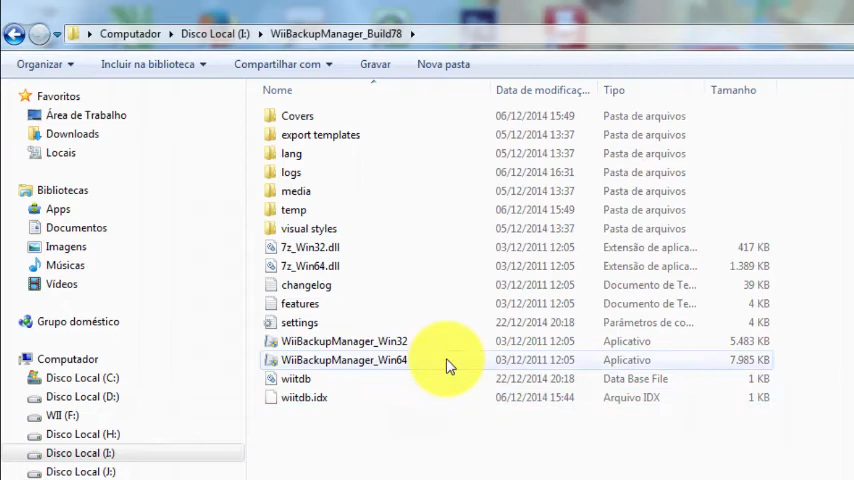 Computador Disco Local (I:) WiiBackupManager_Build78
Organizar Incluir na biblioteca Compartilhar com Gravar Nova pasta
Nome Data de modificaç... Tipo Tamanho
Favoritos
Área de Trabalho
Downloads
Locais
Bibliotecas
Apps
Documentos
Imagens
Músicas
Vídeos
Grupo doméstico
Computador
Disco Local (C:)
Disco Local (D:)
WII (F:)
Disco Local (H:)
Disco Local (I:)
Disco Local (J:)
Covers 06/12/2014 15:49 Pasta de arquivos
export templates 05/12/2014 13:37 Pasta de arquivos
lang 05/12/2014 13:37 Pasta de arquivos
logs 06/12/2014 16:31 Pasta de arquivos
media 05/12/2014 13:37 Pasta de arquivos
temp 06/12/2014 15:49 Pasta de arquivos
visual styles 05/12/2014 13:37 Pasta de arquivos
7z_Win32.dll 03/12/2011 12:05 Extensão de aplica... 417 KB
7z_Win64.dll 03/12/2011 12:05 Extensão de aplica... 1.389 KB
changelog 03/12/2011 12:05 Documento de Te... 39 KB
features 03/12/2011 12:05 Documento de Te... 4 KB
settings 22/12/2014 20:18 Parâmetros de co... 4 KB
WiiBackupManager_Win32 03/12/2011 12:05 Aplicativo 5.483 KB
WiiBackupManager_Win64 03/12/2011 12:05 Aplicativo 7.985 KB
wiitdb 22/12/2014 20:18 Data Base File 1 KB
wiitdb.idx 06/12/2014 15:44 Arquivo IDX 1 KB